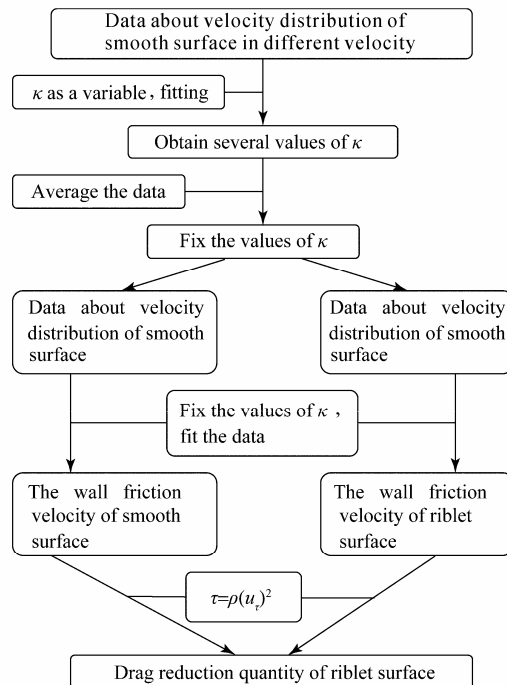 Data about velocity distribution of
smooth surface in different velocity
κ as a variable, fitting
Obtain several values of κ
Average the data
Fix the values of κ
Data about velocity
distribution of smooth
surface
Data about velocity
distribution of smooth
surface
Fix the values of κ ,
fit the data
The wall friction
velocity of smooth
surface
The wall friction
velocity of riblet
surface
τ=ρ(uτ)²
Drag reduction quantity of riblet surface